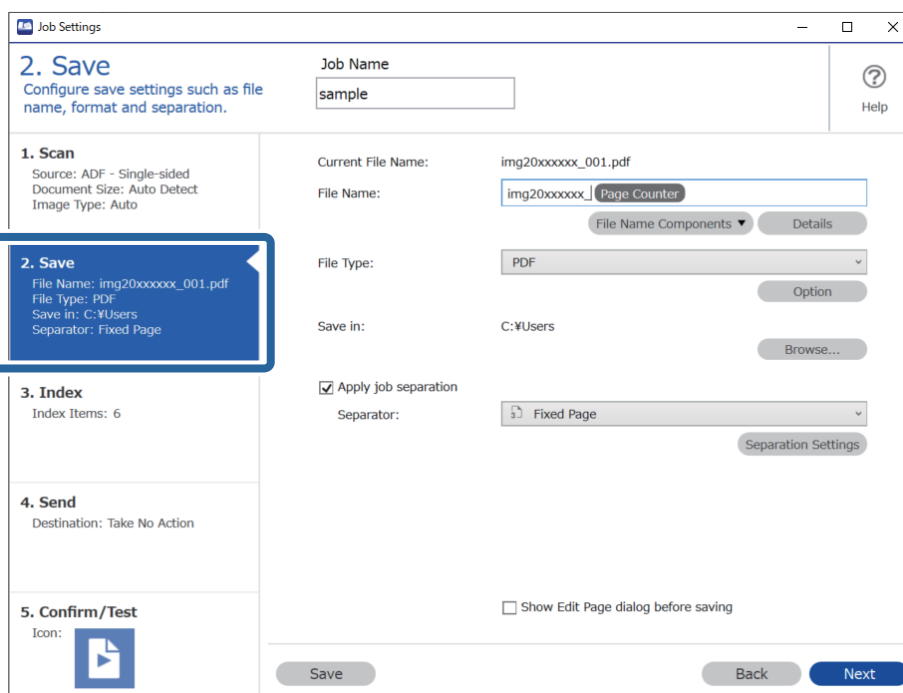 Job Settings
2. Save
Configure save settings such as file
name, format and separation.
Job Name
sample
Help
1. Scan
Source: ADF - Single-sided
Document Size: Auto Detect
Image Type: Auto
2. Save
File Name: img20xxxxxx_001.pdf
File Type: PDF
Save in: C:¥Users
Separator: Fixed Page
3. Index
Index Items: 6
4. Send
Destination: Take No Action
5. Confirm/Test
Icon:
Current File Name: img20xxxxxx_001.pdf
File Name: img20xxxxxx_ Page Counter
File Name Components ▼ Details
File Type: PDF
Option
Save in: C:¥Users
Browse...
Apply job separation
Separator: 3 Fixed Page
Separation Settings
Show Edit Page dialog before saving
Save Back Next